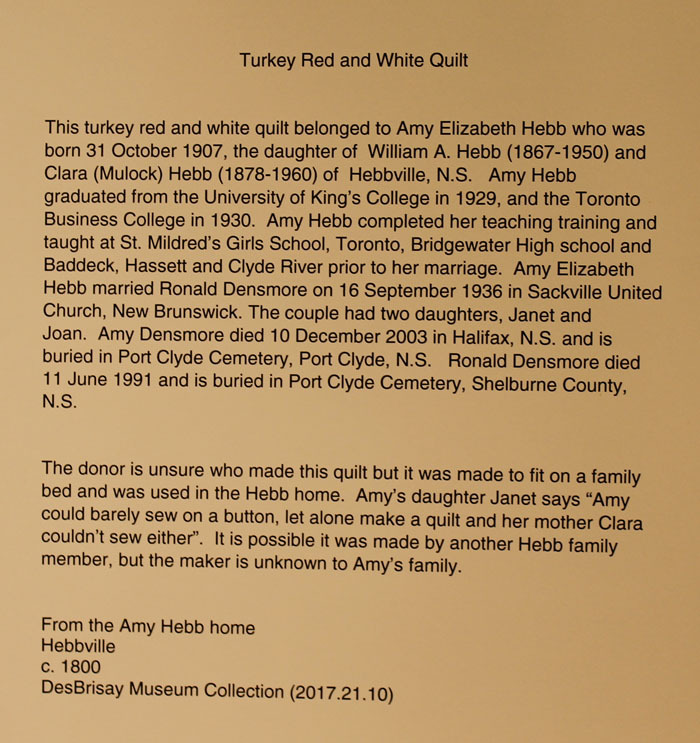 Turkey Red and White Quilt
This turkey red and white quilt belonged to Amy Elizabeth Hebb who was
born 31 October 1907, the daughter of William A. Hebb (1867-1950) and
Clara (Mulock) Hebb (1878-1960) of Hebbville, N.S. Amy Hebb
graduated from the University of King's College in 1929, and the Toronto
Business College in 1930. Amy Hebb completed her teaching training and
taught at St. Mildred's Girls School, Toronto, Bridgewater High school and
Baddeck, Hassett and Clyde River prior to her marriage. Amy Elizabeth
Hebb married Ronald Densmore on 16 September 1936 in Sackville United
Church, New Brunswick. The couple had two daughters, Janet and
Joan. Amy Densmore died 10 December 2003 in Halifax, N.S. and is
buried in Port Clyde Cemetery, Port Clyde, N.S. Ronald Densmore died
11 June 1991 and is buried in Port Clyde Cemetery, Shelburne County,
N.S.
The donor is unsure who made this quilt but it was made to fit on a family
bed and was used in the Hebb home. Amy's daughter Janet says “Amy
could barely sew on a button, let alone make a quilt and her mother Clara
couldn't sew either”. It is possible it was made by another Hebb family
member, but the maker is unknown to Amy's family.
From the Amy Hebb home
Hebbville
c. 1800
DesBrisay Museum Collection (2017.21.10)